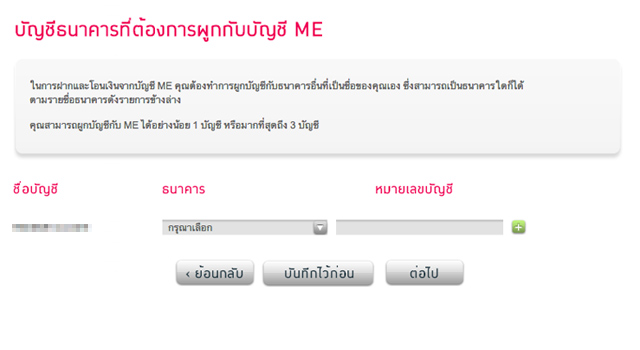 บัญชีธนาคารที่ต้องการผูกกับบัญชี ME
ในการฝากและโอนเงินจากบัญชี ME คุณต้องทำการผูกบัญชีกับธนาคารอื่นที่เป็นชื่อของคุณเอง ซึ่งสามารถเป็นธนาคารใดก็ได้
ตามรายชื่อธนาคารดังรายการข้างล่าง
คุณสามารถผูกบัญชีกับ ME ได้อย่างน้อย 1 บัญชี หรือมากที่สุดถึง 3 บัญชี
ชื่อบัญชี ธนาคาร หมายเลขบัญชี
กรุณาเลือก
‹ ย้อนกลับ บันทึกไว้ก่อน ต่อไป